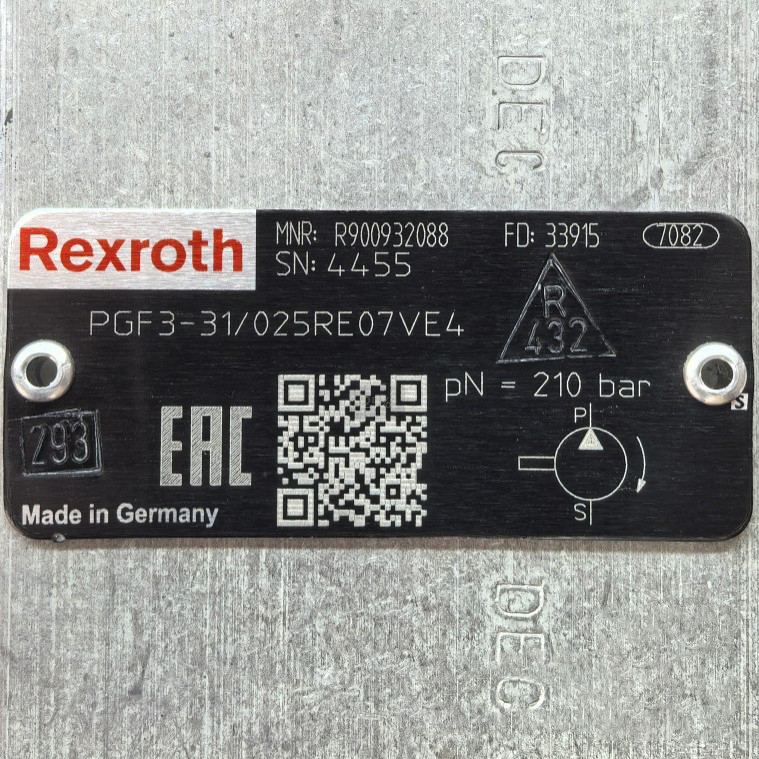 DEC
Rexroth
MNR: R900932088 FD: 33915 7082
SN: 4455
PGF3-31/025RE07VE4
R
432
pN = 210 bar
P
S
293
EAC
S
Made in Germany
DEC